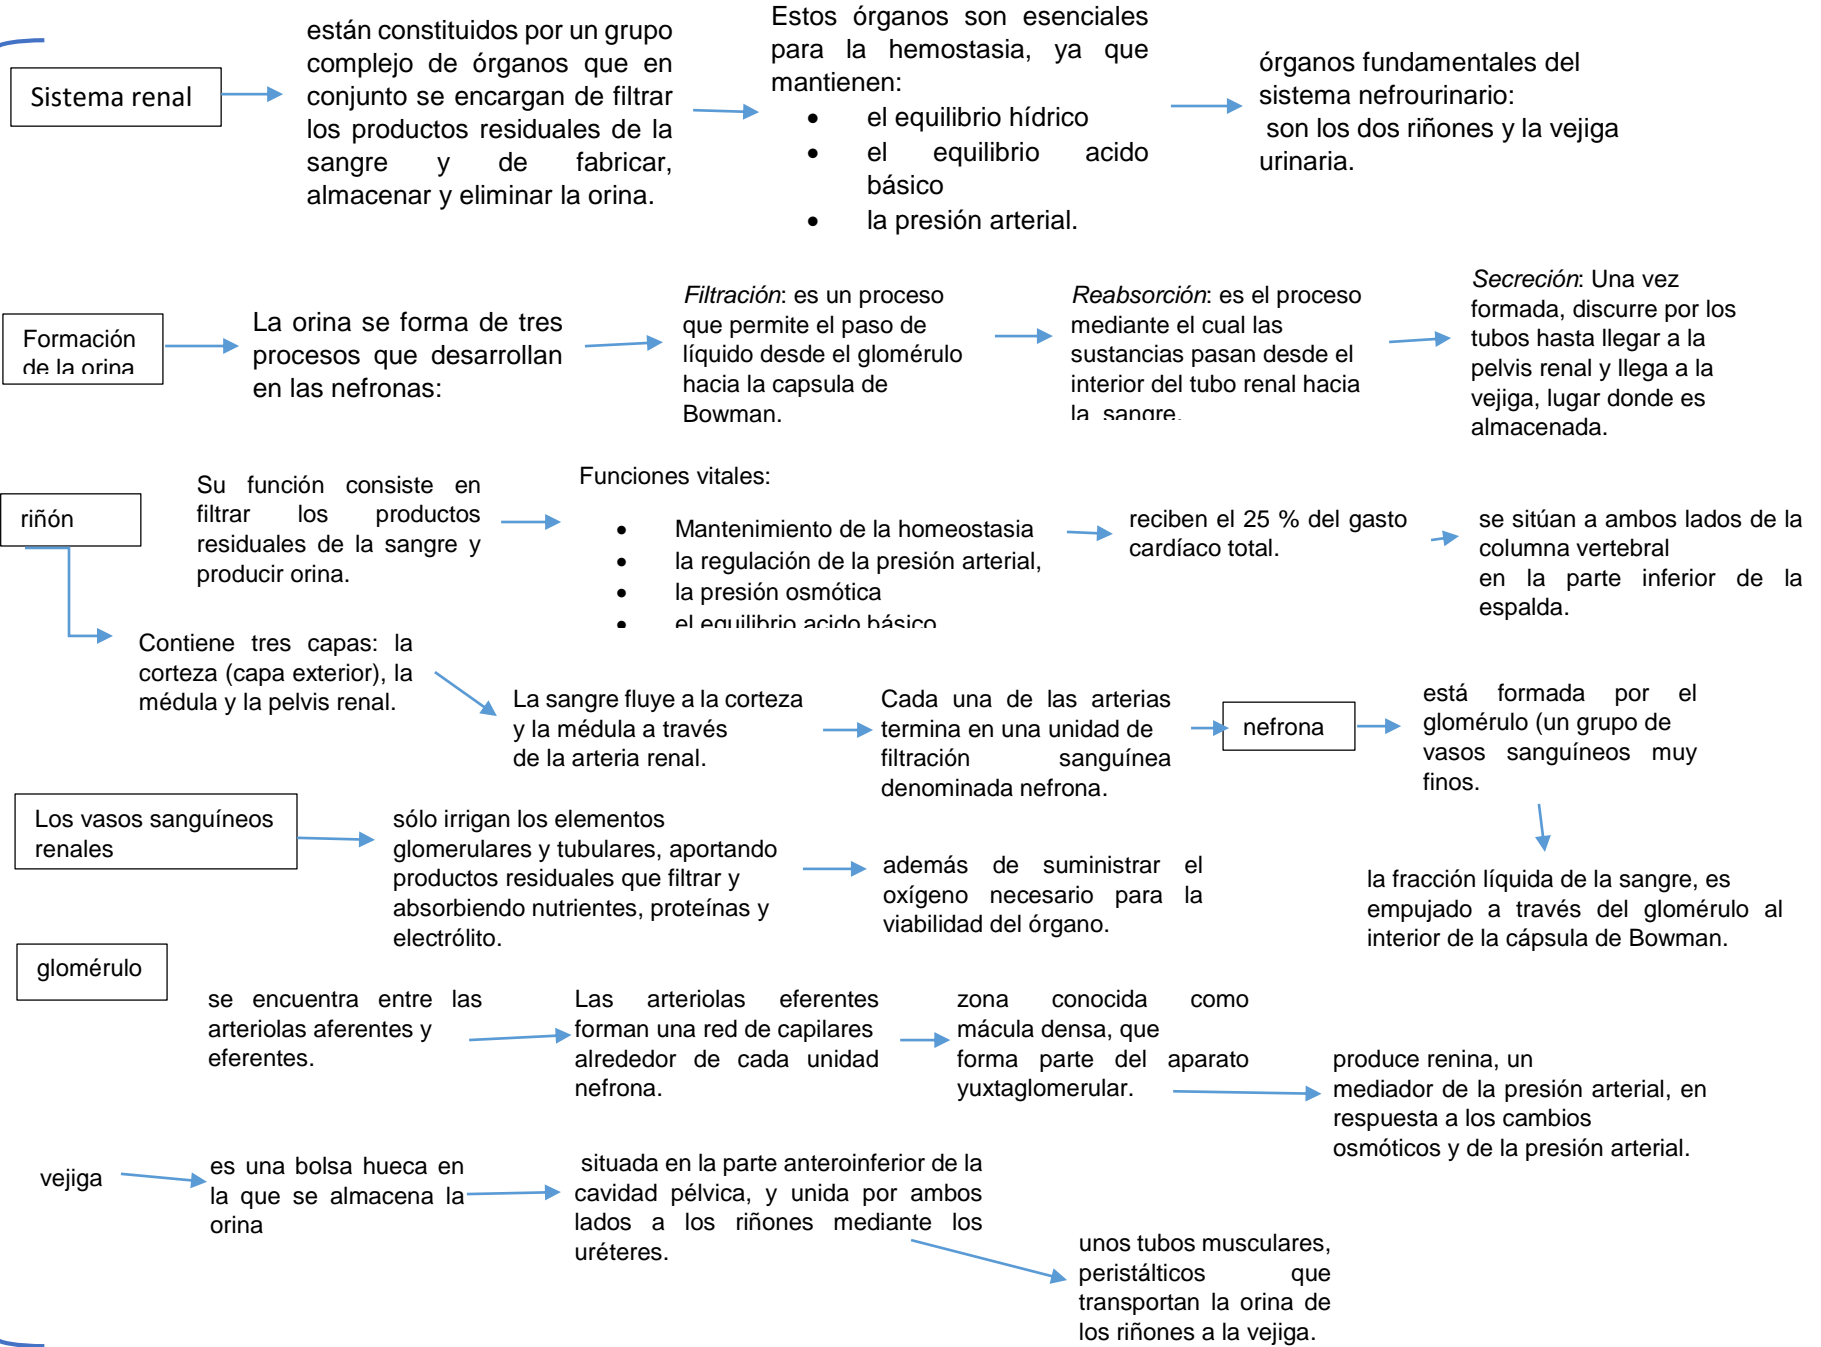 Sistema renal
están constituidos por un grupo
complejo de órganos que en
conjunto se encargan de filtrar
los productos residuales de la
sangre y de fabricar,
almacenar y eliminar la orina.
Estos órganos son esenciales
para la hemostasia, ya que
mantienen:
• el equilibrio hídrico
• el equilibrio acido
básico
• la presión arterial.
órganos fundamentales del
sistema nefrourinario:
son los dos riñones y la vejiga
urinaria.
Formación
de la orina
La orina se forma de tres
procesos que desarrollan
en las nefronas:
Filtración: es un proceso
que permite el paso de
líquido desde el glomérulo
hacia la capsula de
Bowman.
Reabsorción: es el proceso
mediante el cual las
sustancias pasan desde el
interior del tubo renal hacia
la sangre.
Secreción: Una vez
formada, discurre por los
tubos hasta llegar a la
pelvis renal y llega a la
vejiga, lugar donde es
almacenada.
riñón
Su función consiste en
filtrar los productos
residuales de la sangre y
producir orina.
Funciones vitales:
• Mantenimiento de la homeostasia
• la regulación de la presión arterial,
• la presión osmótica
• el equilibrio acido básico
reciben el 25 % del gasto
cardíaco total.
se sitúan a ambos lados de la
columna vertebral
en la parte inferior de la
espalda.
Contiene tres capas: la
corteza (capa exterior), la
médula y la pelvis renal.
La sangre fluye a la corteza
y la médula a través
de la arteria renal.
Cada una de las arterias
termina en una unidad de
filtración sanguínea
denominada nefrona.
nefrona
está formada por el
glomérulo (un grupo de
vasos sanguíneos muy
finos.
la fracción líquida de la sangre, es
empujado a través del glomérulo al
interior de la cápsula de Bowman.
Los vasos sanguíneos
renales
sólo irrigan los elementos
glomerulares y tubulares, aportando
productos residuales que filtrar y
absorbiendo nutrientes, proteínas y
electrólito.
además de suministrar el
oxígeno necesario para la
viabilidad del órgano.
glomérulo
se encuentra entre las
arteriolas aferentes y
eferentes.
Las arteriolas eferentes
forman una red de capilares
alrededor de cada unidad
nefrona.
zona conocida como
mácula densa, que
forma parte del aparato
yuxtaglomerular.
produce renina, un
mediador de la presión arterial, en
respuesta a los cambios
osmóticos y de la presión arterial.
vejiga
es una bolsa hueca en
la que se almacena la
orina
situada en la parte anteroinferior de la
cavidad pélvica, y unida por ambos
lados a los riñones mediante los
uréteres.
unos tubos musculares,
peristálticos que
transportan la orina de
los riñones a la vejiga.